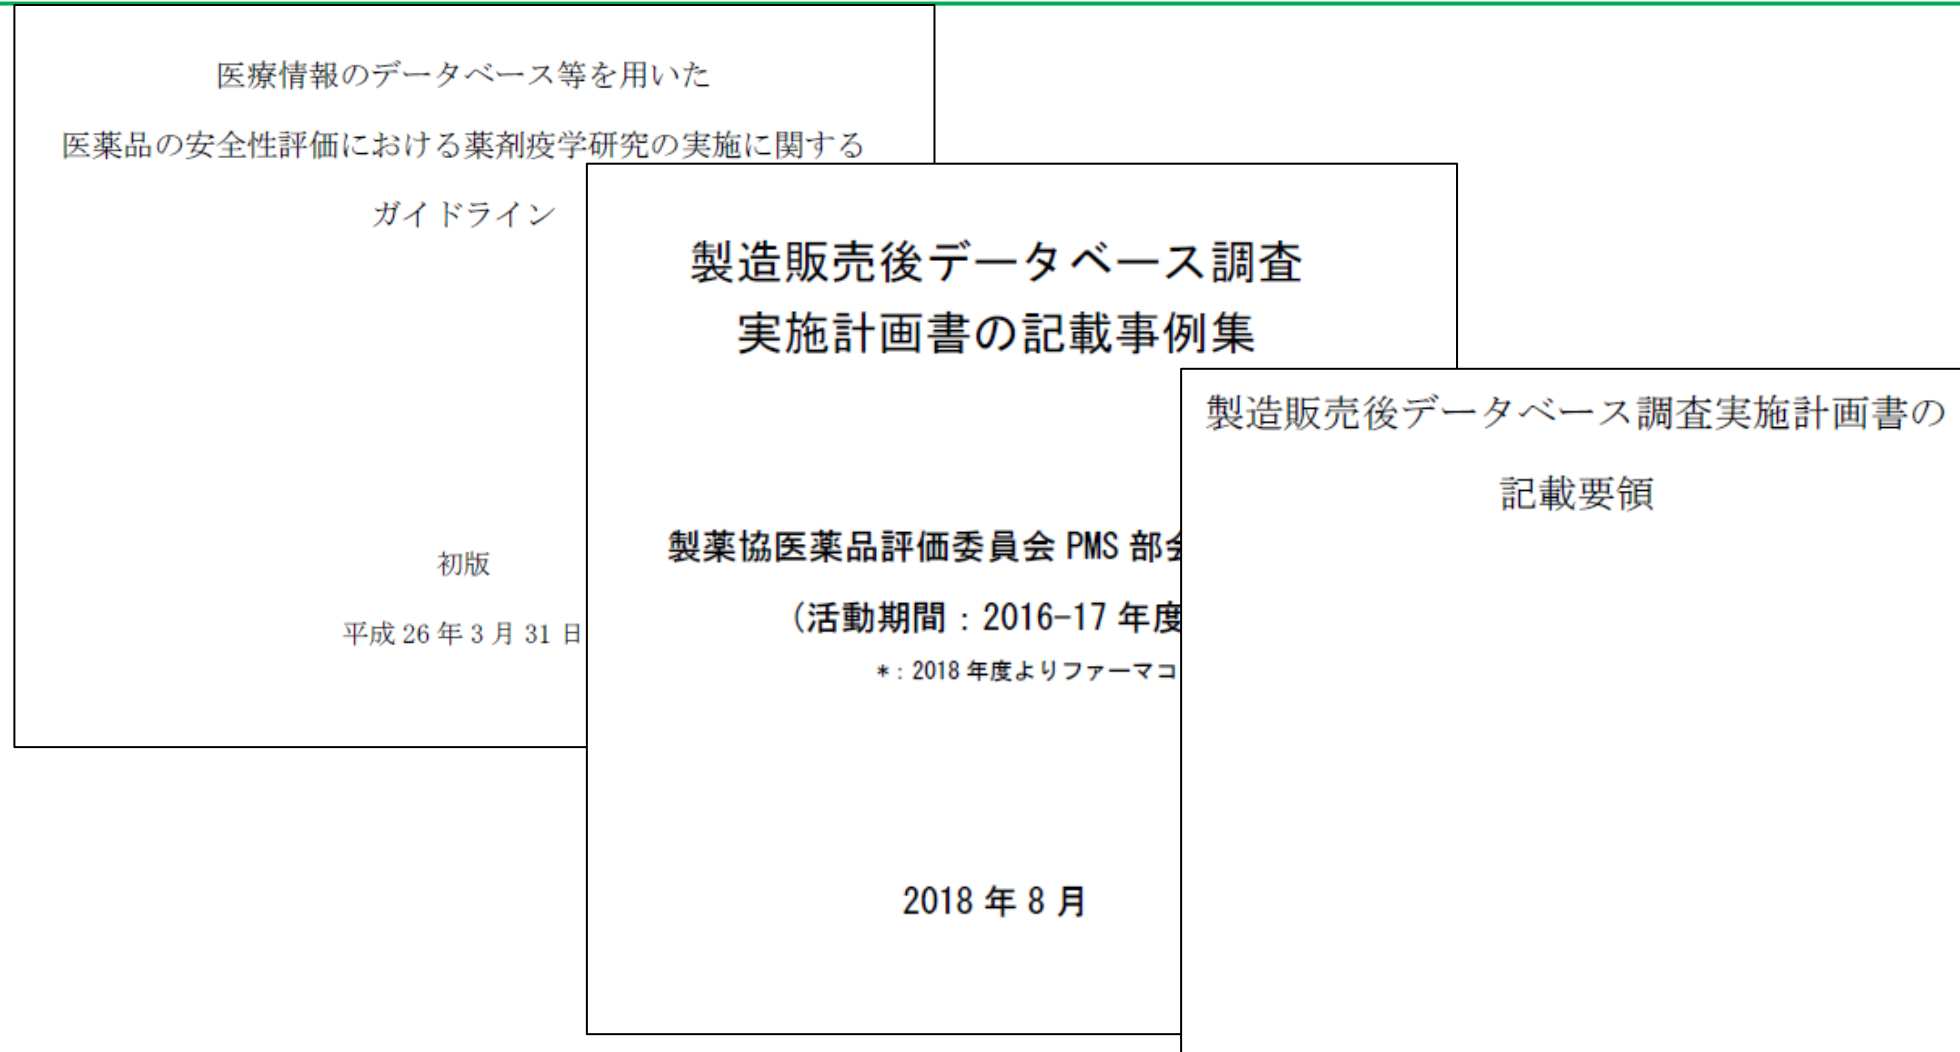 医療情報のデータベース等を用いた
医薬品の安全性評価における薬剤疫学研究の実施に関する
ガイドライン
初版
平成 26 年 3 月 31 日
製造販売後データベース調査
実施計画書の記載事例集
製薬協医薬品評価委員会 PMS 部会
（活動期間：2016-17 年度
*：2018 年度よりファーマコ
2018 年 8 月
製造販売後データベース調査実施計画書の
記載要領